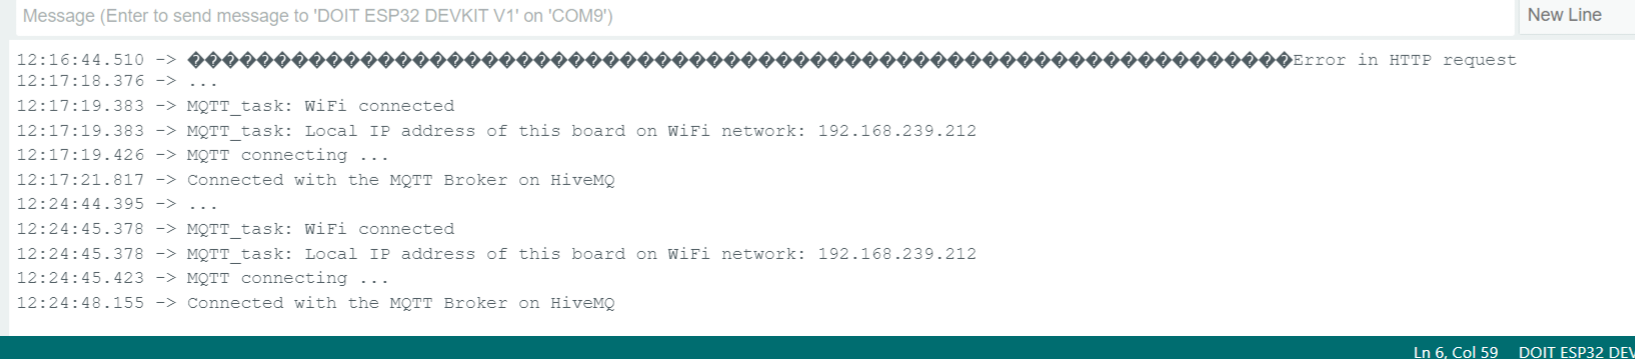 Message (Enter to send message to 'DOIT ESP32 DEVKIT V1' on 'COM9')
New Line
12:16:44.510 -> ����������������������������������������������������������������Error in HTTP request
12:17:18.376 -> ...
12:17:19.383 -> MQTT_task: WiFi connected
12:17:19.383 -> MQTT_task: Local IP address of this board on WiFi network: 192.168.239.212
12:17:19.426 -> MQTT connecting ...
12:17:21.817 -> Connected with the MQTT Broker on HiveMQ
12:24:44.395 -> ...
12:24:45.378 -> MQTT_task: WiFi connected
12:24:45.378 -> MQTT_task: Local IP address of this board on WiFi network: 192.168.239.212
12:24:45.423 -> MQTT connecting ...
12:24:48.155 -> Connected with the MQTT Broker on HiveMQ
Ln 6, Col 59 DOIT ESP32 DEV